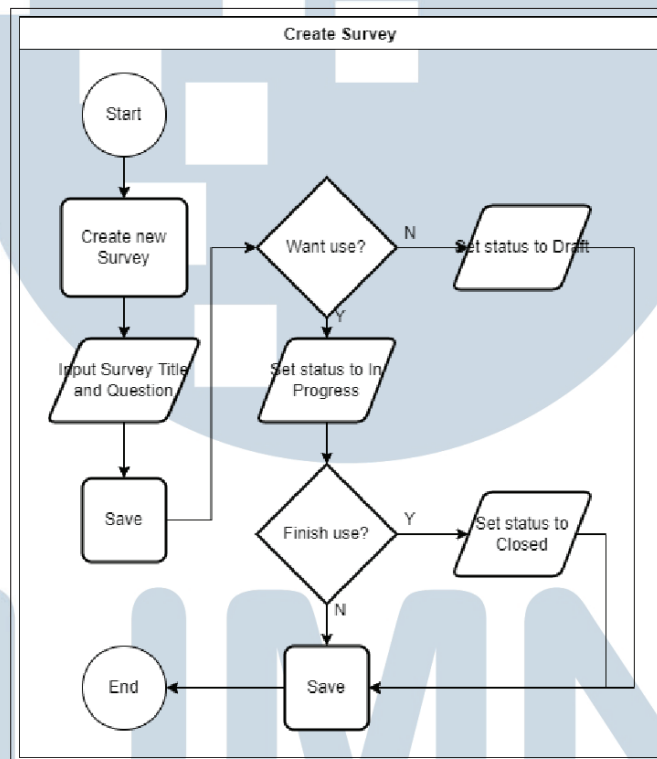 Create Survey
Start
Create new
Survey
Input Survey Title
and Question
Save
Want use?
N
Set status to Draft
Y
Set status to In
Progress
Finish use?
Y
Set status to
Closed
N
Save
End